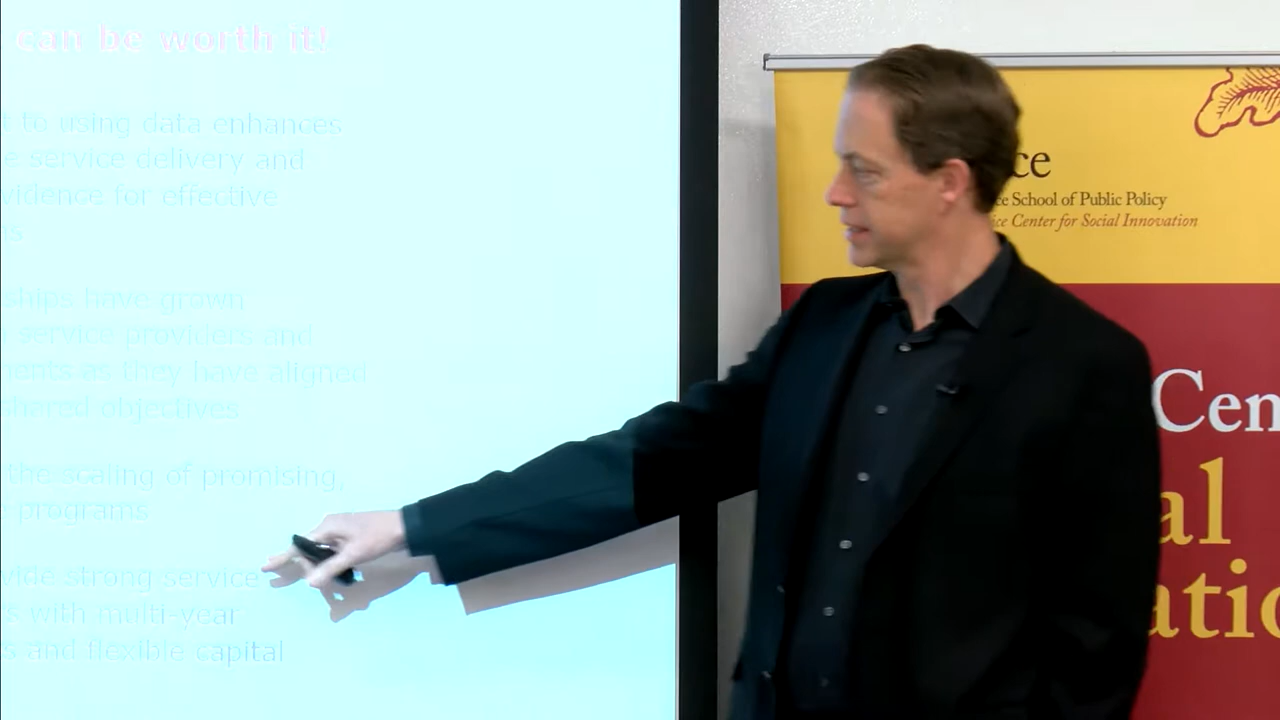 can be worth it!
t to using data enhances
e service delivery and
vidence for effective
ns
ships have grown
service providers and
nents as they have aligned
shared objectives
the scaling of promising,
e programs
vide strong service
s with multi-year
s and flexible capital
ce
ce School of Public Policy
ice Center for Social Innovation
Cen
al
atio